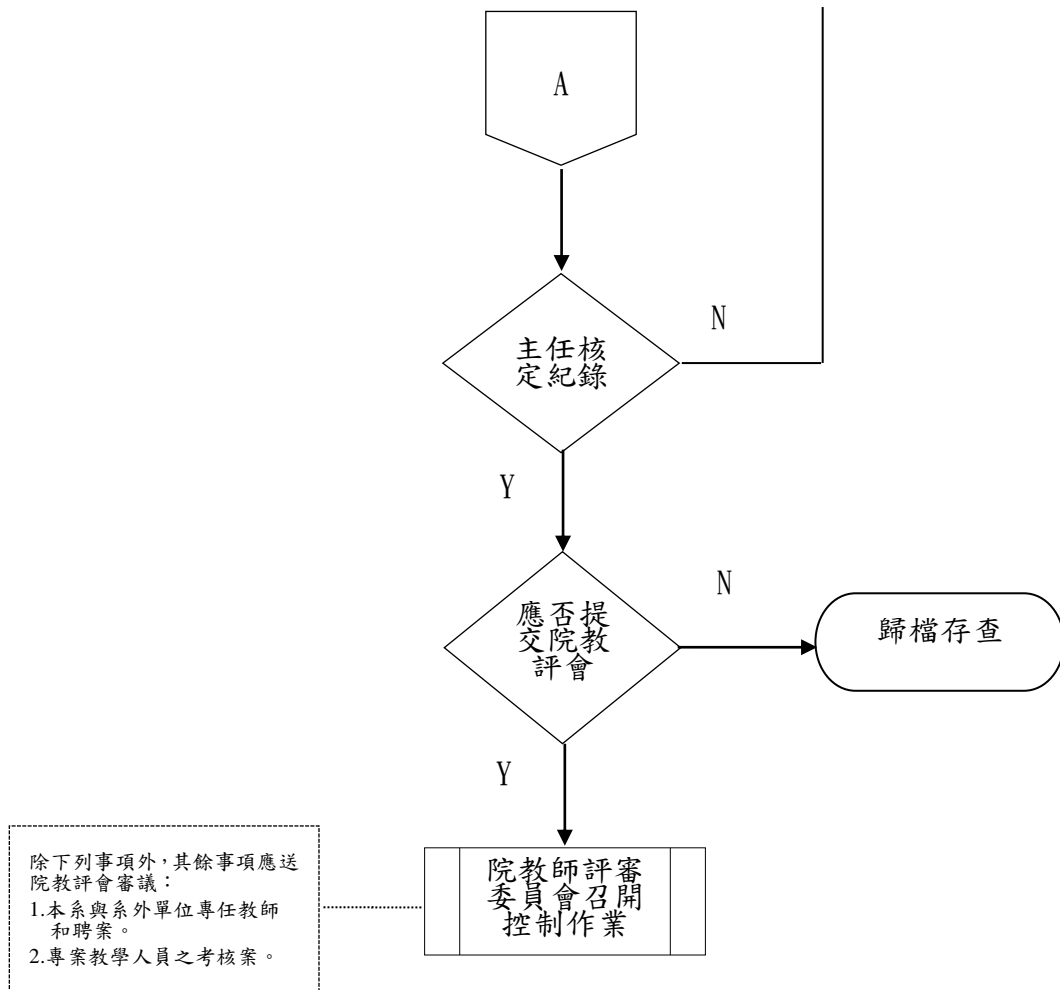 A
主任核
定紀錄
N
Y
應否提
交院教
評會
N
歸檔存查
Y
院教師評審
委員會召開
控制作業
除下列事項外，其餘事項應送
院教評會審議：
1.本系與系外單位專任教師
和聘案。
2.專案教學人員之考核案。